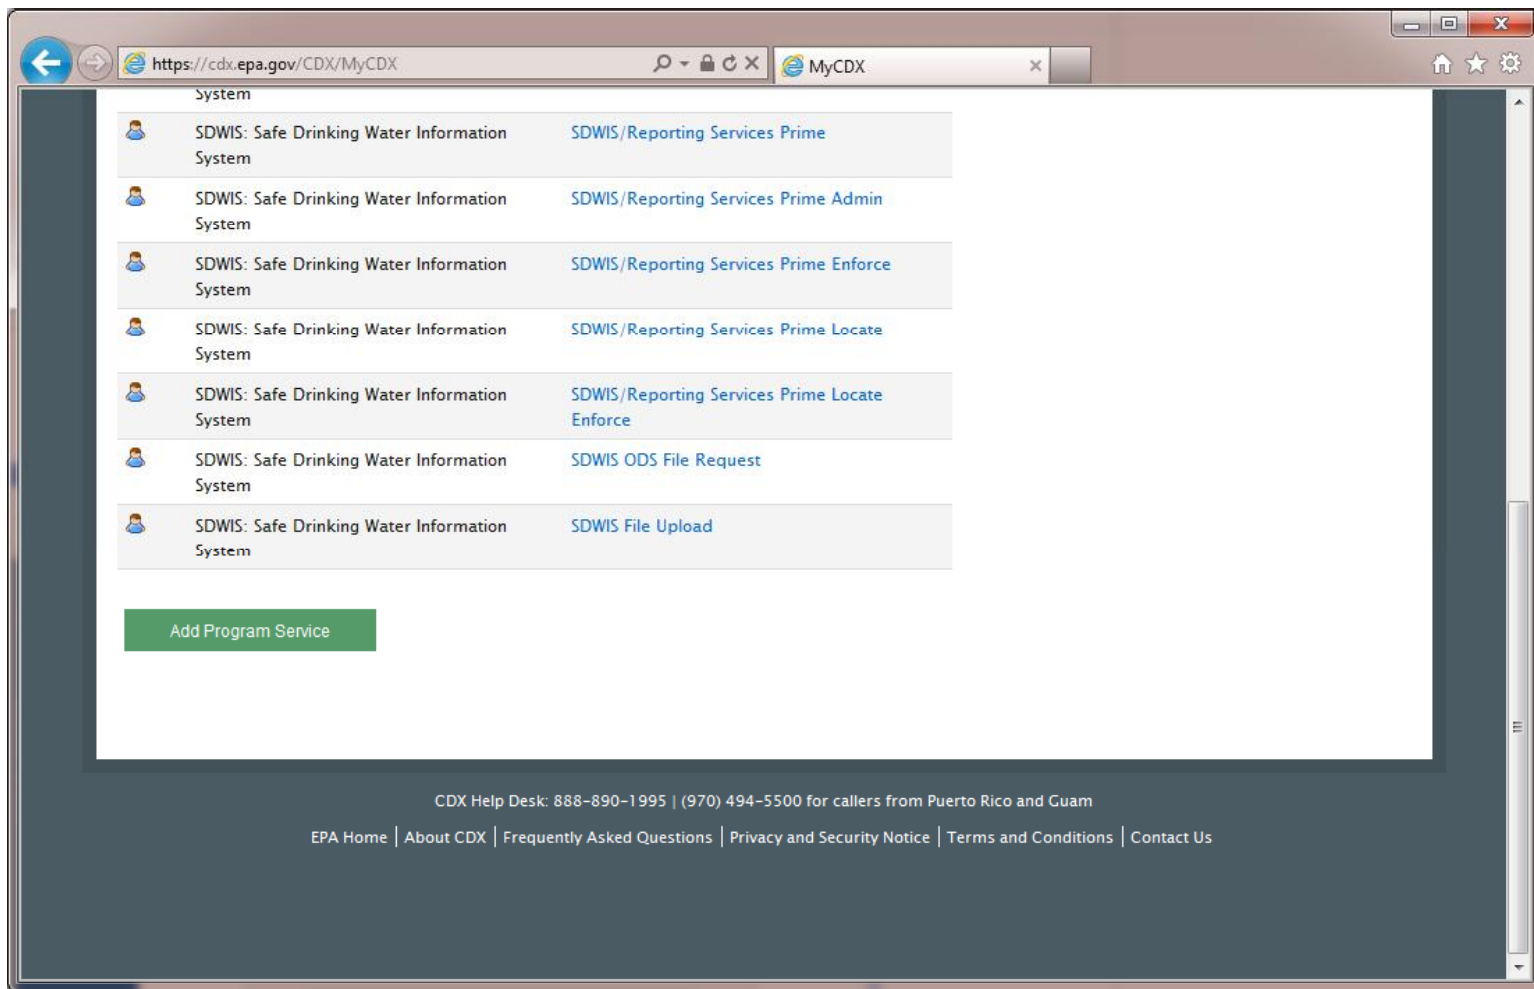 https://cdx.epa.gov/CDX/MyCDX
MyCDX
System
SDWIS: Safe Drinking Water Information
System
SDWIS/Reporting Services Prime
SDWIS: Safe Drinking Water Information
System
SDWIS/Reporting Services Prime Admin
SDWIS: Safe Drinking Water Information
System
SDWIS/Reporting Services Prime Enforce
SDWIS: Safe Drinking Water Information
System
SDWIS/Reporting Services Prime Locate
SDWIS: Safe Drinking Water Information
System
SDWIS/Reporting Services Prime Locate
Enforce
SDWIS: Safe Drinking Water Information
System
SDWIS ODS File Request
SDWIS: Safe Drinking Water Information
System
SDWIS File Upload
Add Program Service
CDX Help Desk: 888-890-1995 | (970) 494-5500 for callers from Puerto Rico and Guam
EPA Home | About CDX | Frequently Asked Questions | Privacy and Security Notice | Terms and Conditions | Contact Us